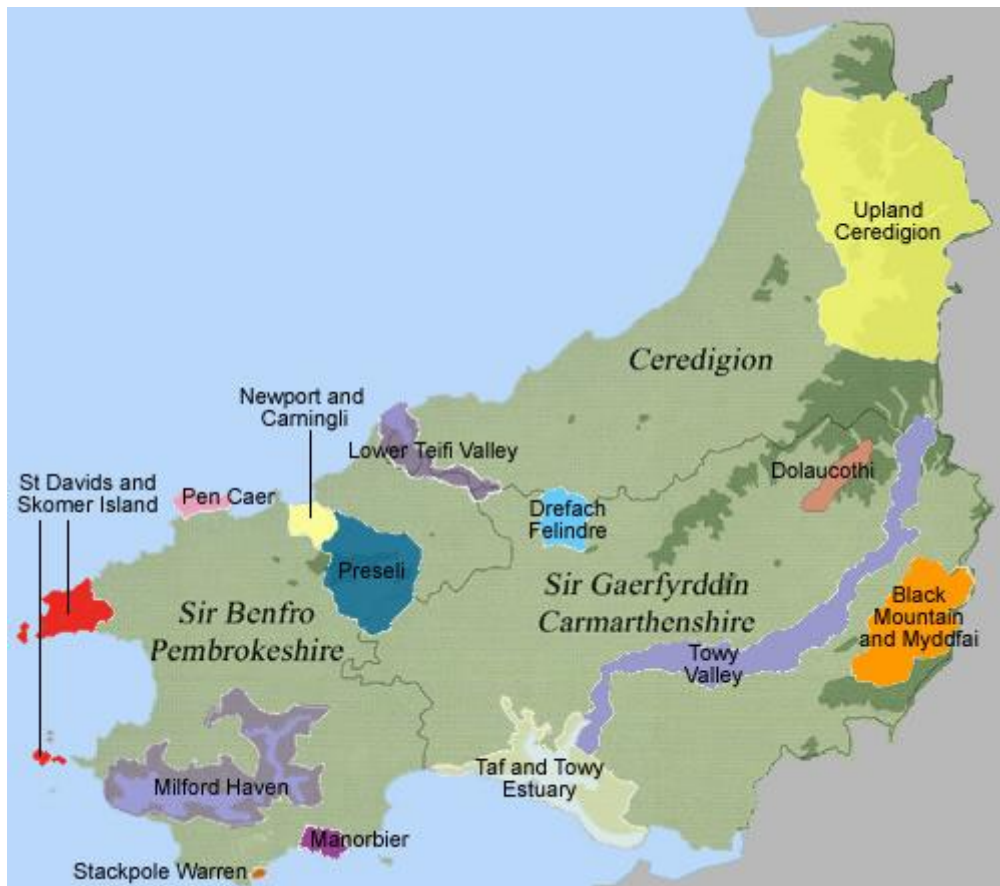 Upland
Ceredigion
Ceredigion
Newport and
Carningli
Lower Teifi Valley
Dolaucothi
St Davids and
Skomer Island
Pen Caer
Drefach
Felindre
Preseli
Sir Gaerfyrddin
Carmarthenshire
Black
Mountain
and Myddfai
Sir Benfro
Pembrokeshire
Towy
Valley
Taf and Towy
Estuary
Milford Haven
Manorbier
Stackpole Warren